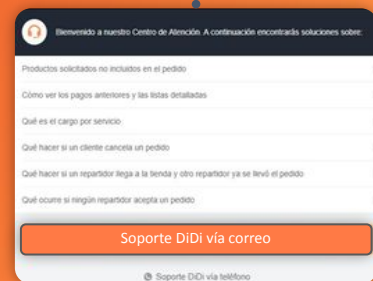 Bienvenido a nuestro Centro de Atención. A continuación encontrarás soluciones sobre:
Productos solicitados no incluidos en el pedido
Cómo ver los pagos anteriores y las listas detalladas
Qué es el cargo por servicio
Qué hacer si un cliente cancela un pedido
Qué hacer si un repartidor llega a la tienda y otro repartidor ya se llevó el pedido
Qué ocurre si ningún repartidor acepta un pedido
Soporte DiDi vía correo
Soporte DiDi vía teléfono